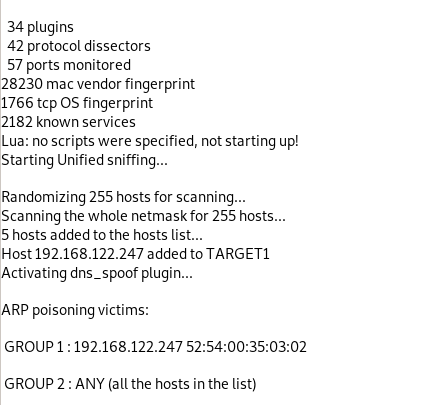 34 plugins
42 protocol dissectors
57 ports monitored
28230 mac vendor fingerprint
1766 tcp OS fingerprint
2182 known services
Lua: no scripts were specified, not starting up!
Starting Unified sniffing...
Randomizing 255 hosts for scanning...
Scanning the whole netmask for 255 hosts...
5 hosts added to the hosts list...
Host 192.168.122.247 added to TARGET1
Activating dns_spoof plugin...
ARP poisoning victims:
GROUP 1 : 192.168.122.247 52:54:00:35:03:02
GROUP 2 : ANY (all the hosts in the list)